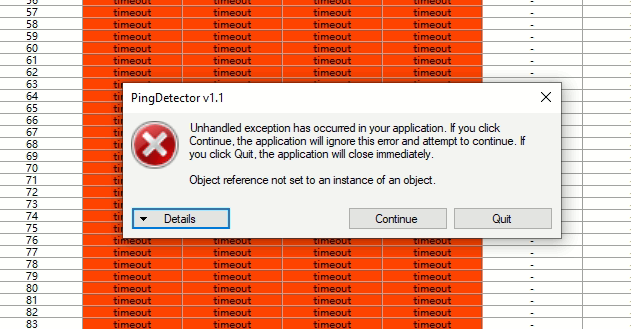 56 timeout timeout timeout timeout -
57 timeout timeout timeout timeout -
58 timeout timeout timeout timeout -
59 timeout timeout timeout timeout -
60 timeout timeout timeout timeout -
61 timeout timeout timeout timeout -
62 timeout timeout timeout timeout -
63
64
65
66
67
68
69
70
71
72
73
74
75
PingDetector v1.1
Unhandled exception has occurred in your application. If you click
Continue, the application will ignore this error and attempt to continue. If
you click Quit, the application will close immediately.
Object reference not set to an instance of an object.
Details Continue Quit
76 timeout timeout timeout timeout -
77 timeout timeout timeout timeout -
78 timeout timeout timeout timeout -
79 timeout timeout timeout timeout -
80 timeout timeout timeout timeout -
81 timeout timeout timeout timeout -
82 timeout timeout timeout timeout -
83 timeout timeout timeout timeout -